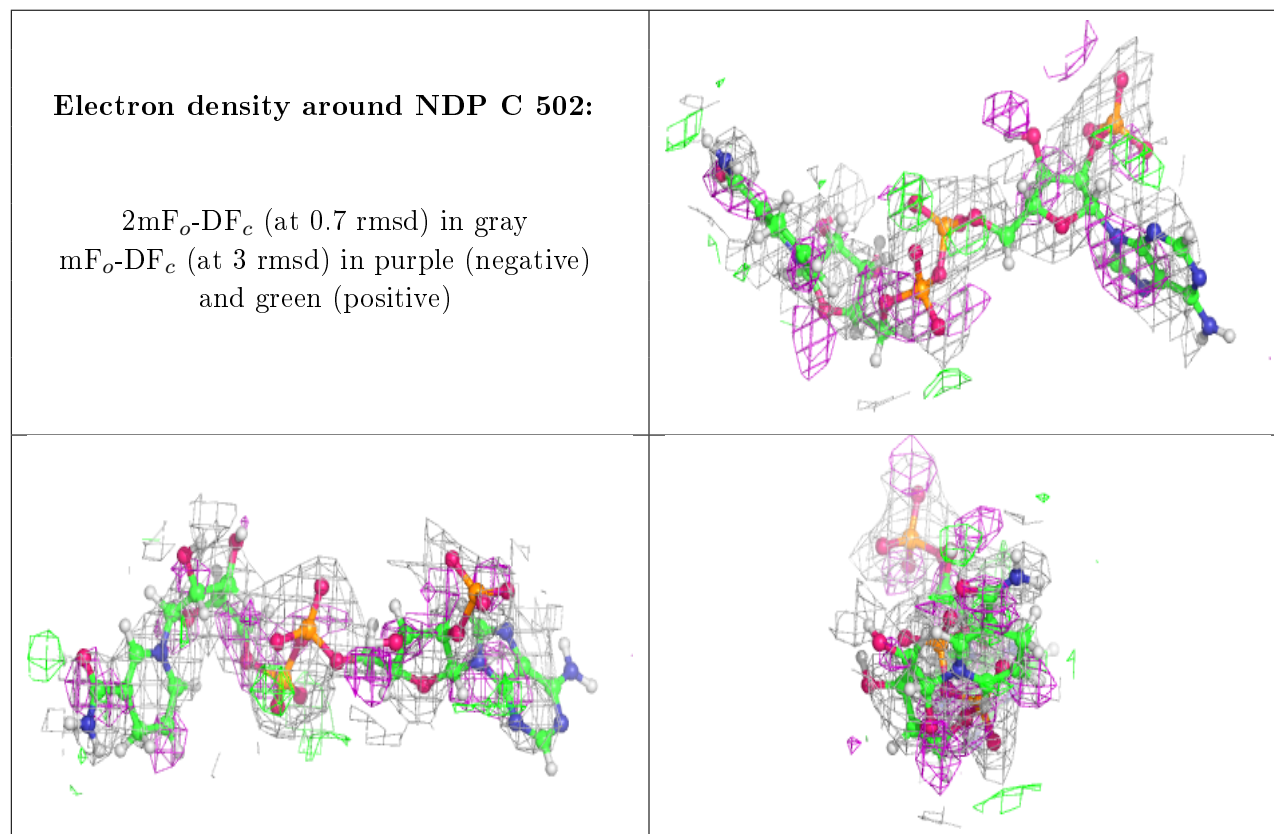 Electron density around NDP C 502:
2mFo-DFc (at 0.7 rmsd) in gray
mFo-DFc (at 3 rmsd) in purple (negative)
and green (positive)